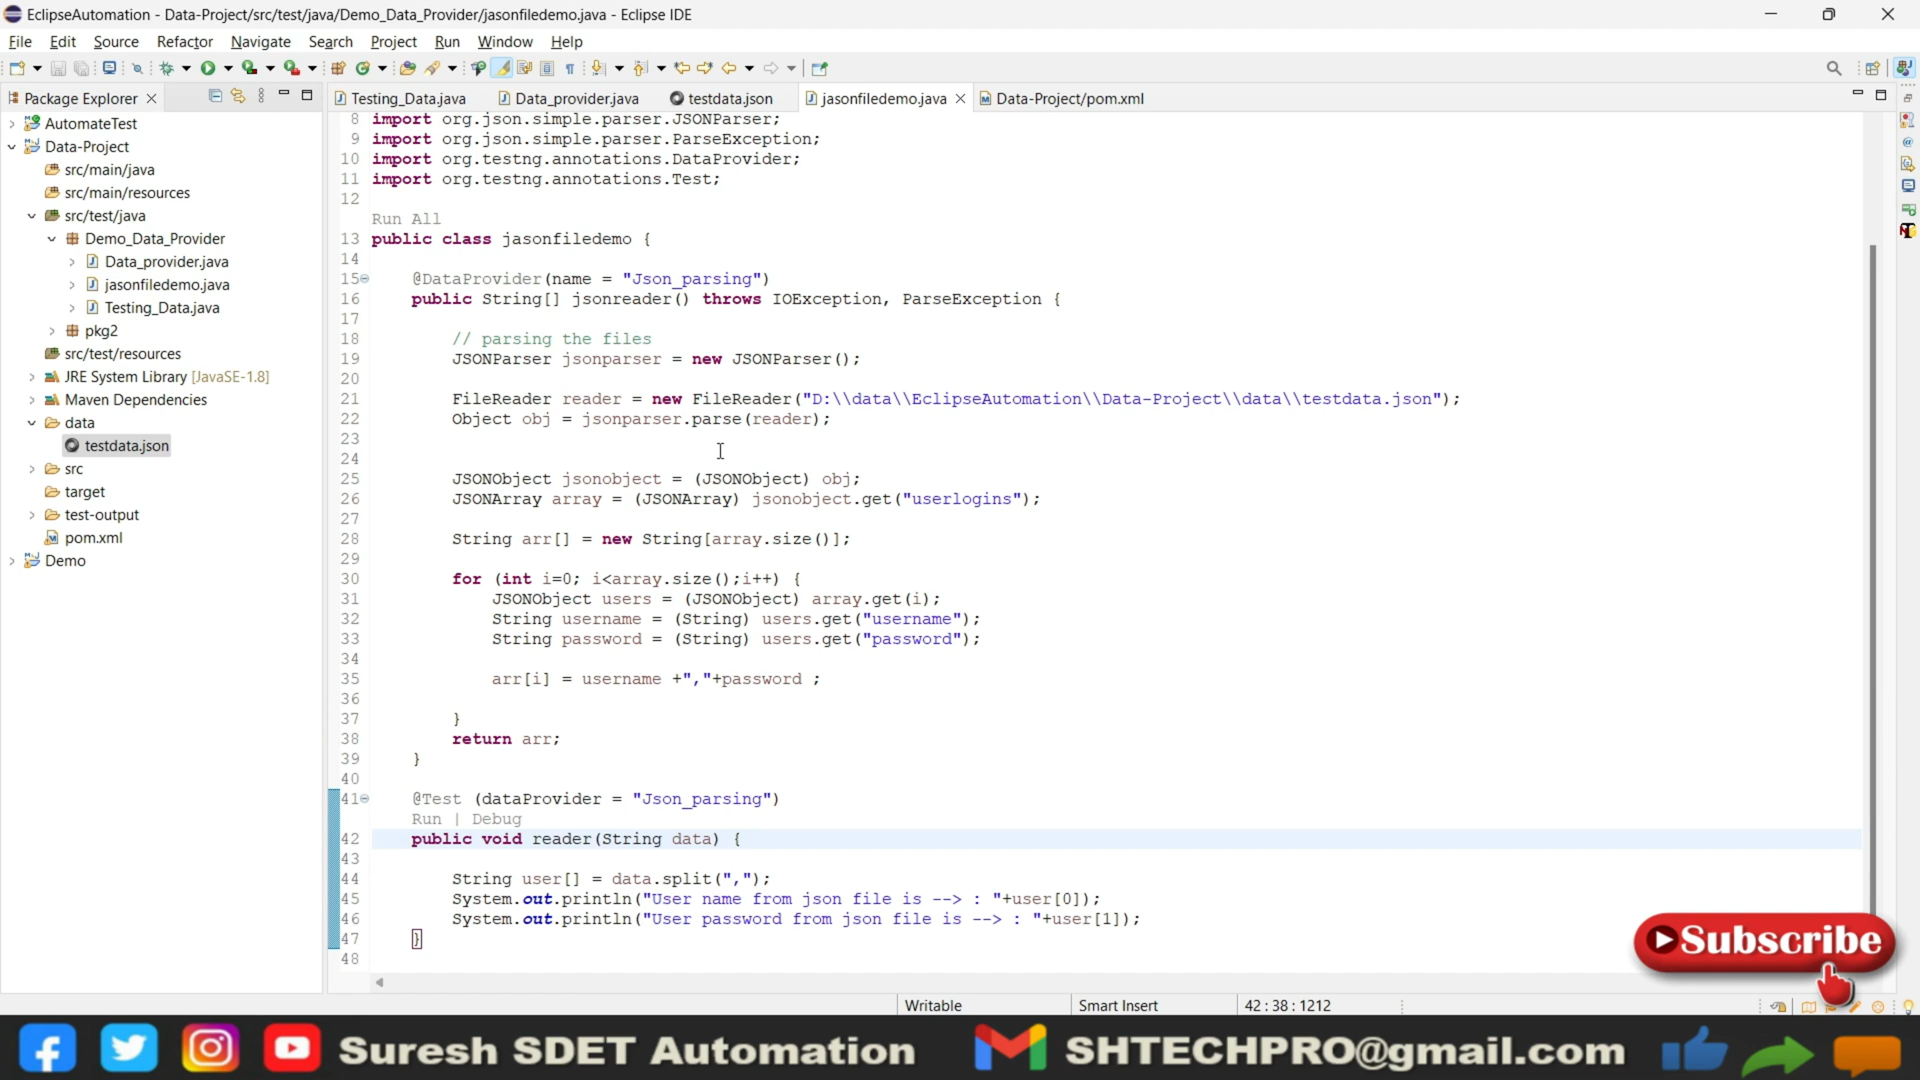 EclipseAutomation - Data-Project/src/test/java/Demo_Data_Provider/jasonfiledemo.java - Eclipse IDE
File Edit Source Refactor Navigate Search Project Run Window Help
Package Explorer
AutomateTest
Data-Project
src/main/java
src/main/resources
src/test/java
Demo_Data_Provider
Data_provider.java
jasonfiledemo.java
Testing_Data.java
pkg2
src/test/resources
JRE System Library [JavaSE-1.8]
Maven Dependencies
data
testdata.json
src
target
test-output
pom.xml
Demo
Testing_Data.java Data_provider.java testdata.json jasonfiledemo.java Data-Project/pom.xml
8 import org.json.simple.parser.JSONParser;
9 import org.json.simple.parser.ParseException;
10 import org.testng.annotations.DataProvider;
11 import org.testng.annotations.Test;
12
Run All
13 public class jasonfiledemo {
14
15 @DataProvider(name = "Json_parsing")
16 public String[] jsonreader() throws IOException, ParseException {
17
18 // parsing the files
19 JSONParser jsonparser = new JSONParser();
20
21 FileReader reader = new FileReader("D:\\data\\EclipseAutomation\\Data-Project\\data\\testdata.json");
22 Object obj = jsonparser.parse(reader);
23
24
25 JSONObject jsonobject = (JSONObject) obj;
26 JSONArray array = (JSONArray) jsonobject.get("userlogins");
27
28 String arr[] = new String[array.size()];
29
30 for (int i=0; i<array.size();i++) {
31 JSONObject users = (JSONObject) array.get(i);
32 String username = (String) users.get("username");
33 String password = (String) users.get("password");
34
35 arr[i] = username +","+password ;
36
37 }
38 return arr;
39 }
40
41 @Test (dataProvider = "Json_parsing")
Run | Debug
42 public void reader(String data) {
43
44 String user[] = data.split(",");
45 System.out.println("User name from json file is --> : "+user[0]);
46 System.out.println("User password from json file is --> : "+user[1]);
47 }
48
Subscribe
Writable Smart Insert 42 : 38 : 1212
Suresh SDET Automation SHTECHPRO@gmail.com